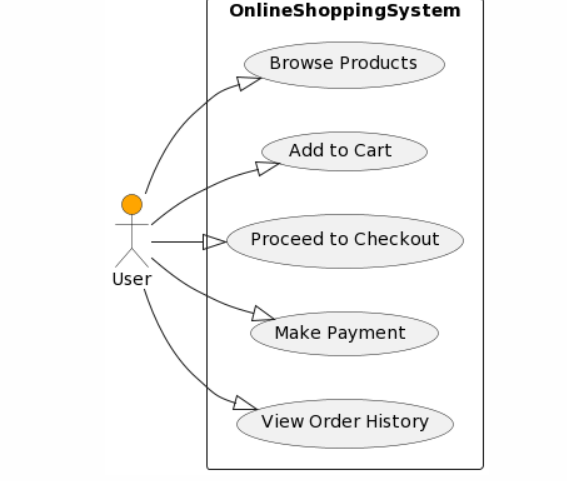 OnlineShoppingSystem
Browse Products
Add to Cart
Proceed to Checkout
User
Make Payment
View Order History